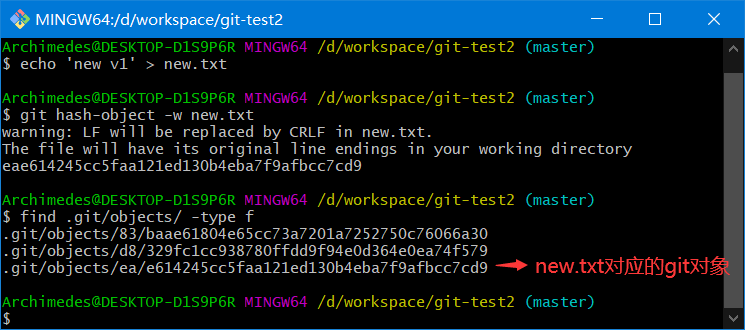 MINGW64:/d/workspace/git-test2
Archimedes@DESKTOP-D1S9P6R MINGW64 /d/workspace/git-test2 (master)
$ echo 'new v1' > new.txt
Archimedes@DESKTOP-D1S9P6R MINGW64 /d/workspace/git-test2 (master)
$ git hash-object -w new.txt
warning: LF will be replaced by CRLF in new.txt.
The file will have its original line endings in your working directory
eae614245cc5faa121ed130b4eba7f9afbcc7cd9
Archimedes@DESKTOP-D1S9P6R MINGW64 /d/workspace/git-test2 (master)
$ find .git/objects/ -type f
.git/objects/83/baae61804e65cc73a7201a7252750c76066a30
.git/objects/d8/329fc1cc938780ffdd9f94e0d364e0ea74f579
.git/objects/ea/e614245cc5faa121ed130b4eba7f9afbcc7cd9 new.txt对应的git对象
Archimedes@DESKTOP-D1S9P6R MINGW64 /d/workspace/git-test2 (master)
$